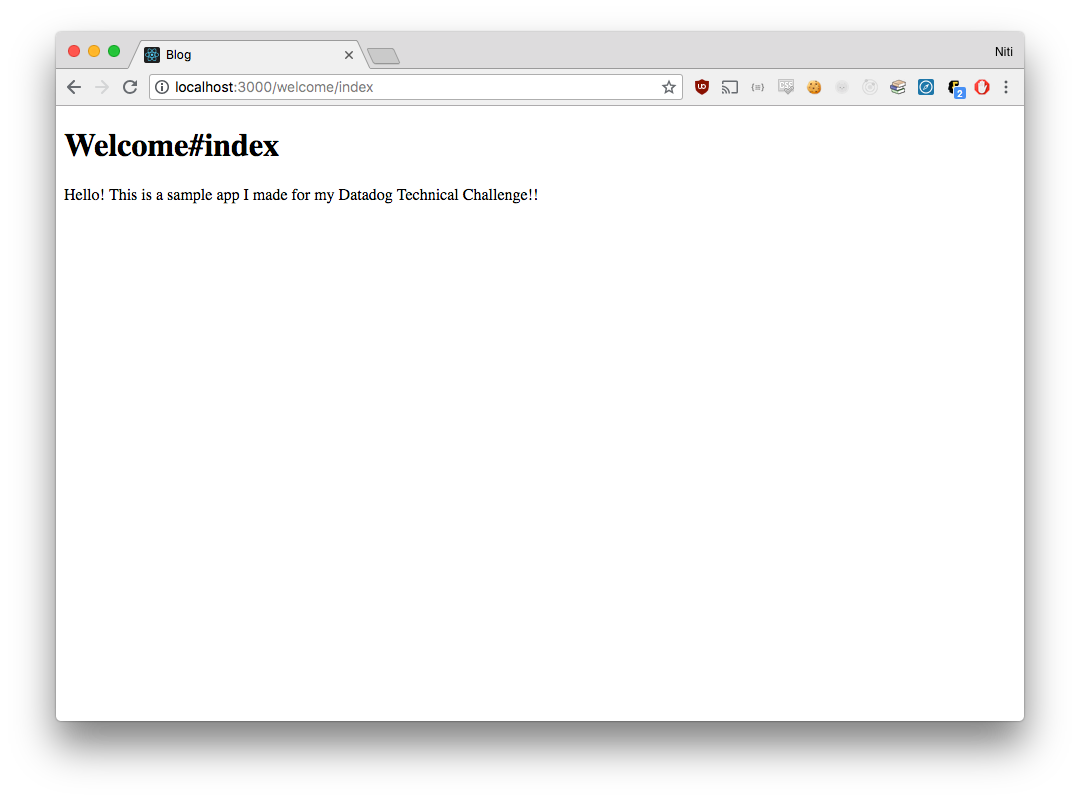 Blog
Niti
localhost:3000/welcome/index
2
Welcome#index
Hello! This is a sample app I made for my Datadog Technical Challenge!!